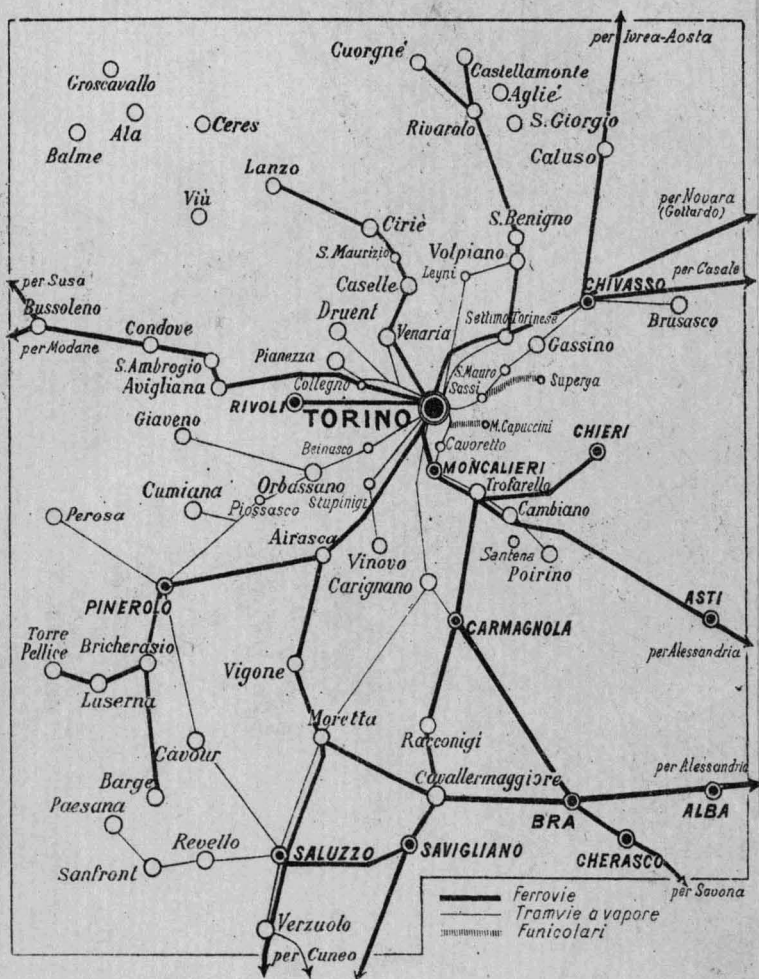 per Ivrea-Aosta
Cuorgnè
Castellamonte
Groscavallo
Agliè
Ala
Ceres
Rivarolo
S. Giorgio
Balme
Caluso
Lanzo
per Novara
(Gottardo)
Viù
Ciriè
S. Benigno
S. Maurizio
Volpiano
Leynì
per Casale
per Susa
Caselle
CHIVASSO
Bussoleno
Druent
Settimo Torinese
Brusasco
Condove
Venaria
per Modane
Pianezza
Gassino
S. Ambrogio
Collegno
S. Mauro
Avigliana
Sassi
Superga
RIVOLI
TORINO
Giaveno
M. Capuccini
CHIERI
Beinasco
Cavoretto
MONCALIERI
Orbassano
Cumiana
Stupinigi
Trofarello
Piossasco
Perosa
Cambiano
Airasca
Vinovo
Santena
Poirino
Carignano
PINEROLO
ASTI
CARMAGNOLA
Torre
Pellice
Bricherasio
per Alessandria
Vigone
Luserna
Moretta
Racconigi
Cavour
Cavallermaggiore
per Alessandria
Barge
Paesana
BRA
ALBA
Revello
SALUZZO
SAVIGLIANO
CHERASCO
Sanfront
per Savona
Ferrovie
Tramvie a vapore
Funicolari
Verzuolo
per Cuneo